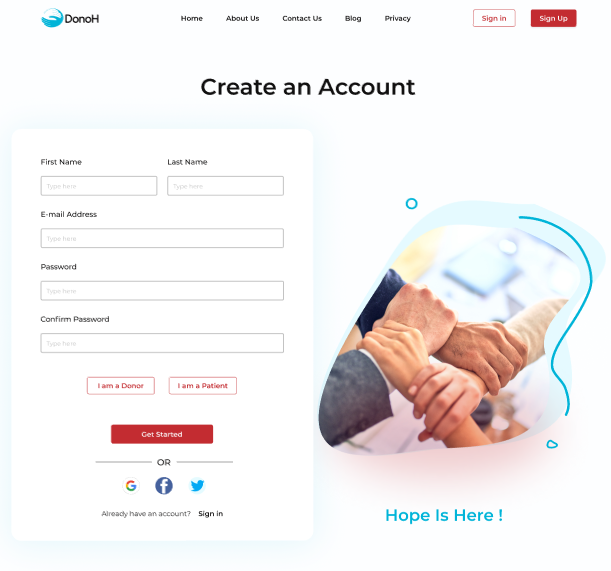 DonoH
Home About Us Contact Us Blog Privacy Sign in Sign Up
Create an Account
First Name Last Name
Type here Type here
E-mail Address
Type here
Password
Type here
Confirm Password
Type here
I am a Donor I am a Patient
Get Started
OR
Already have an account? Sign in
Hope Is Here !